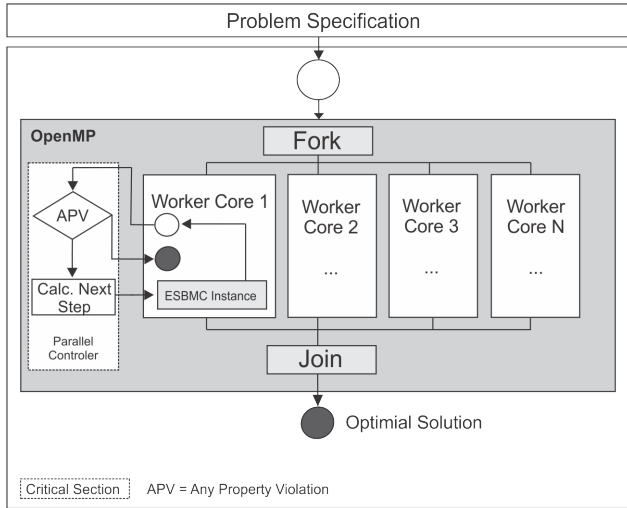 Problem Specification
OpenMP
Fork
APV
Calc. Next
Step
Parallel
Controler
Worker Core 1
ESBMC Instance
Worker
Core 2
...
Worker
Core 3
...
Worker
Core N
...
Join
Optimial Solution
Critical Section
APV = Any Property Violation